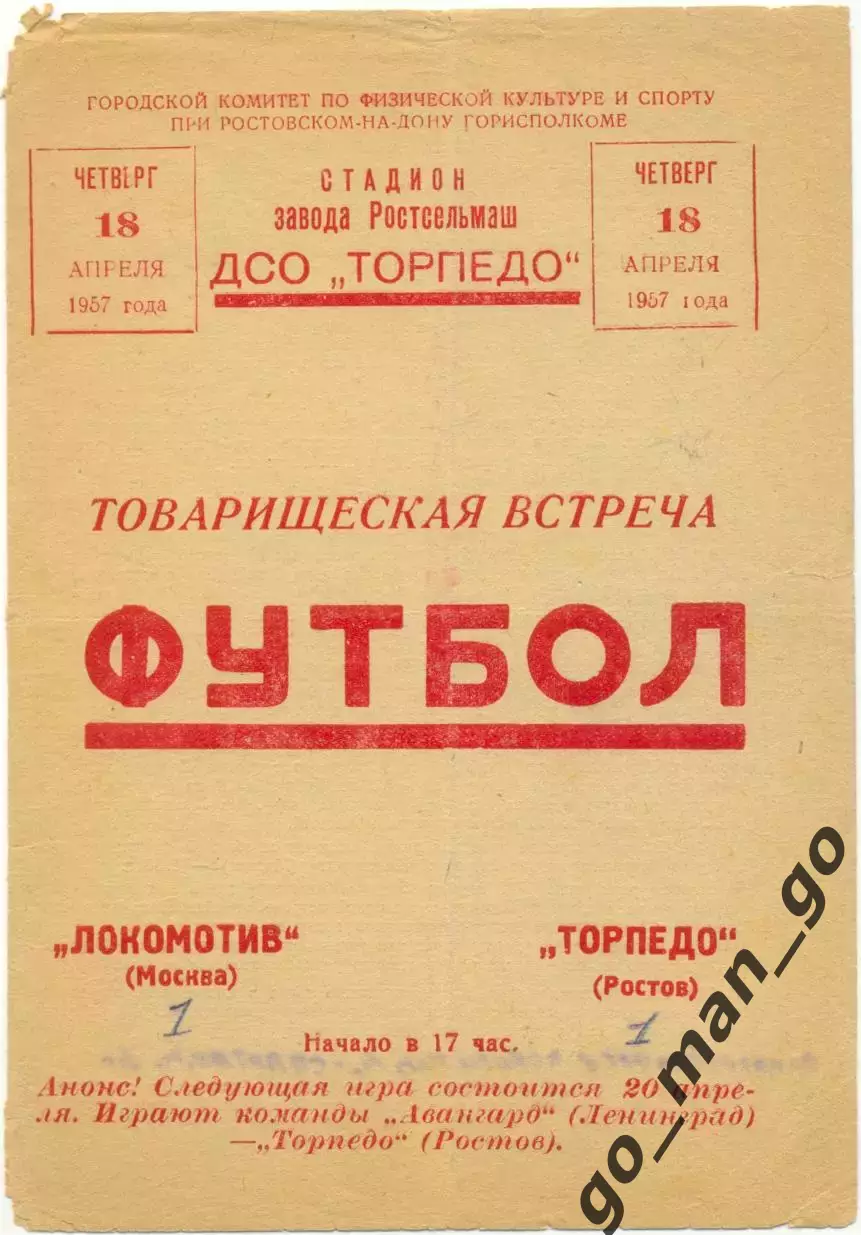 ГОРОДСКОЙ КОМИТЕТ ПО ФИЗИЧЕСКОЙ КУЛЬТУРЕ И СПОРТУ
ПРИ РОСТОВСКОМ-НА-ДОНУ ГОРИСПОЛКОМЕ
ЧЕТВЕРГ
18
АПРЕЛЯ
1957 года
СТАДИОН
завода Ростсельмаш
ДСО „ТОРПЕДО“
ЧЕТВЕРГ
18
АПРЕЛЯ
1957 года
ТОВАРИЩЕСКАЯ ВСТРЕЧА
ФУТБОЛ
„ЛОКОМОТИВ“
(Москва)
1
„ТОРПЕДО“
(Ростов)
1
Начало в 17 час.
Анонс! Следующая игра состоится 20 апре-
ля. Играют команды „Авангард“ (Ленинград)
—„Торпедо“ (Ростов).
go_man_go